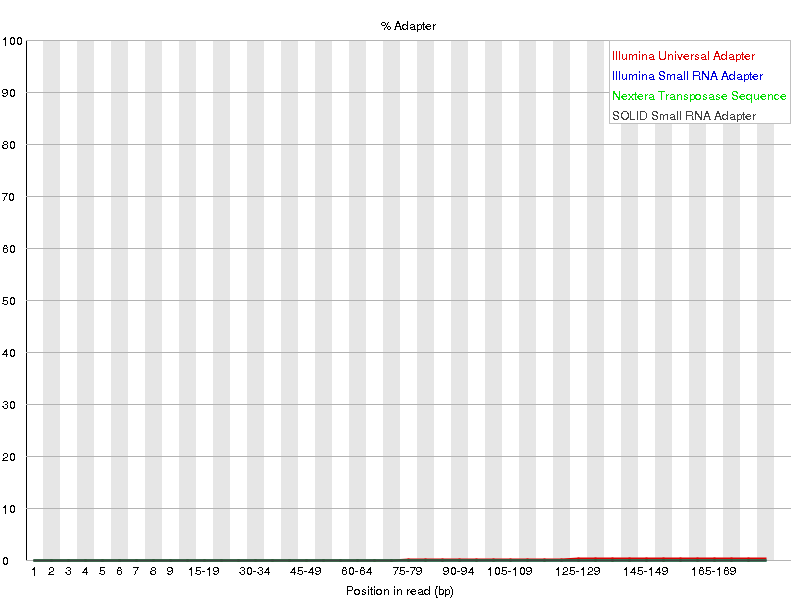 % Adapter
100
90
80
70
60
50
40
30
20
10
0
Illumina Universal Adapter
Illumina Small RNA Adapter
Nextera Transposase Sequence
SOLID Small RNA Adapter
1 2 3 4 5 6 7 8 9 15-19 30-34 45-49 60-64 75-79 90-94 105-109 125-129 145-149 165-169
Position in read (bp)